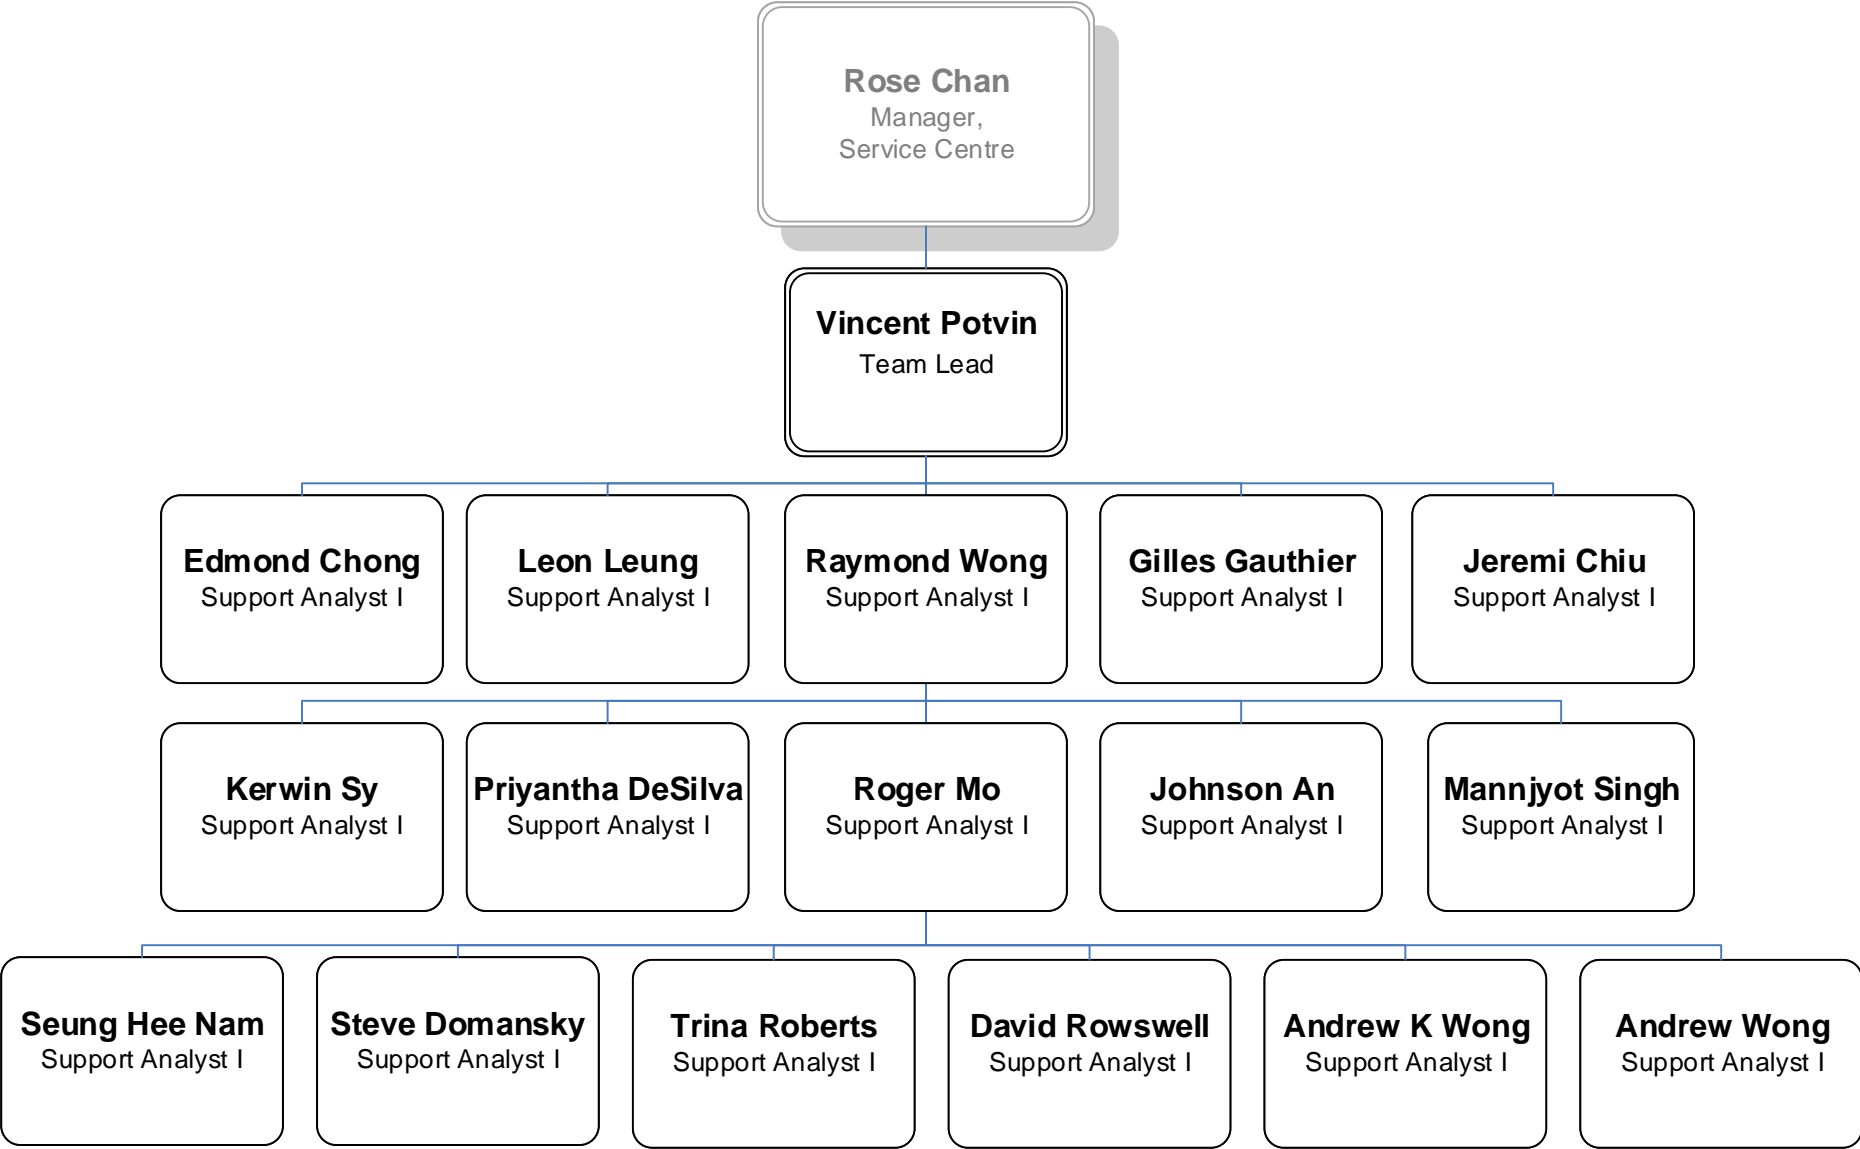 Rose Chan
Manager,
Service Centre
Vincent Potvin
Team Lead
Edmond Chong
Support Analyst I
Leon Leung
Support Analyst I
Raymond Wong
Support Analyst I
Gilles Gauthier
Support Analyst I
Jeremi Chiu
Support Analyst I
Kerwin Sy
Support Analyst I
Priyantha DeSilva
Support Analyst I
Roger Mo
Support Analyst I
Johnson An
Support Analyst I
Mannjyot Singh
Support Analyst I
Seung Hee Nam
Support Analyst I
Steve Domansky
Support Analyst I
Trina Roberts
Support Analyst I
David Rowswell
Support Analyst I
Andrew K Wong
Support Analyst I
Andrew Wong
Support Analyst I